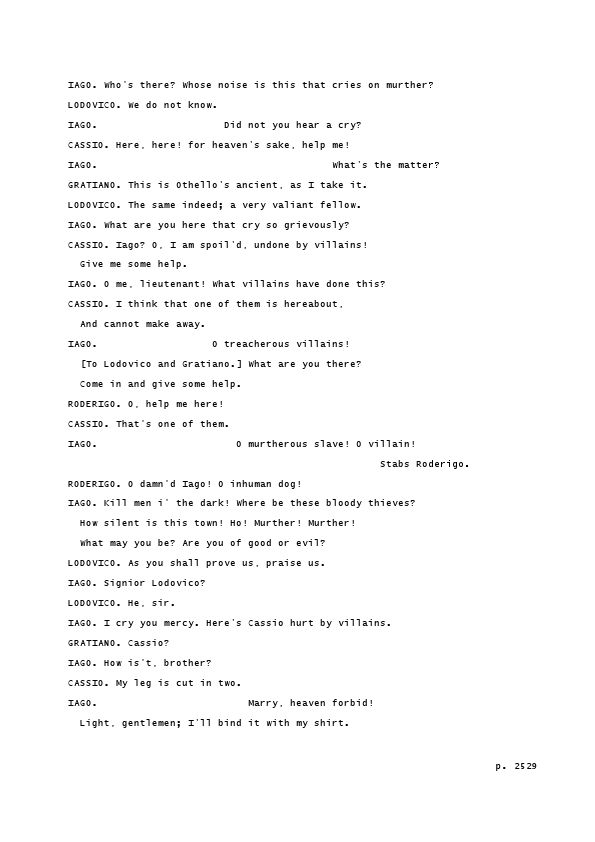 IAGO. Who's there? Whose noise is this that cries on murther?
LODOVICO. We do not know.
IAGO.                     Did not you hear a cry?
CASSIO. Here, here! for heaven's sake, help me!
IAGO.                                       What's the matter?
GRATIANO. This is Othello's ancient, as I take it.
LODOVICO. The same indeed; a very valiant fellow.
IAGO. What are you here that cry so grievously?
CASSIO. Iago? O, I am spoil'd, undone by villains!
  Give me some help.
IAGO. O me, lieutenant! What villains have done this?
CASSIO. I think that one of them is hereabout,
  And cannot make away.
IAGO.                   O treacherous villains!
  [To Lodovico and Gratiano.] What are you there?
  Come in and give some help.
RODERIGO. O, help me here!
CASSIO. That's one of them.
IAGO.                       O murtherous slave! O villain!
                                                    Stabs Roderigo.
RODERIGO. O damn'd Iago! O inhuman dog!
IAGO. Kill men i' the dark! Where be these bloody thieves?
  How silent is this town! Ho! Murther! Murther!
  What may you be? Are you of good or evil?
LODOVICO. As you shall prove us, praise us.
IAGO. Signior Lodovico?
LODOVICO. He, sir.
IAGO. I cry you mercy. Here's Cassio hurt by villains.
GRATIANO. Cassio?
IAGO. How is't, brother?
CASSIO. My leg is cut in two.
IAGO.                         Marry, heaven forbid!
  Light, gentlemen; I'll bind it with my shirt.
p. 2529